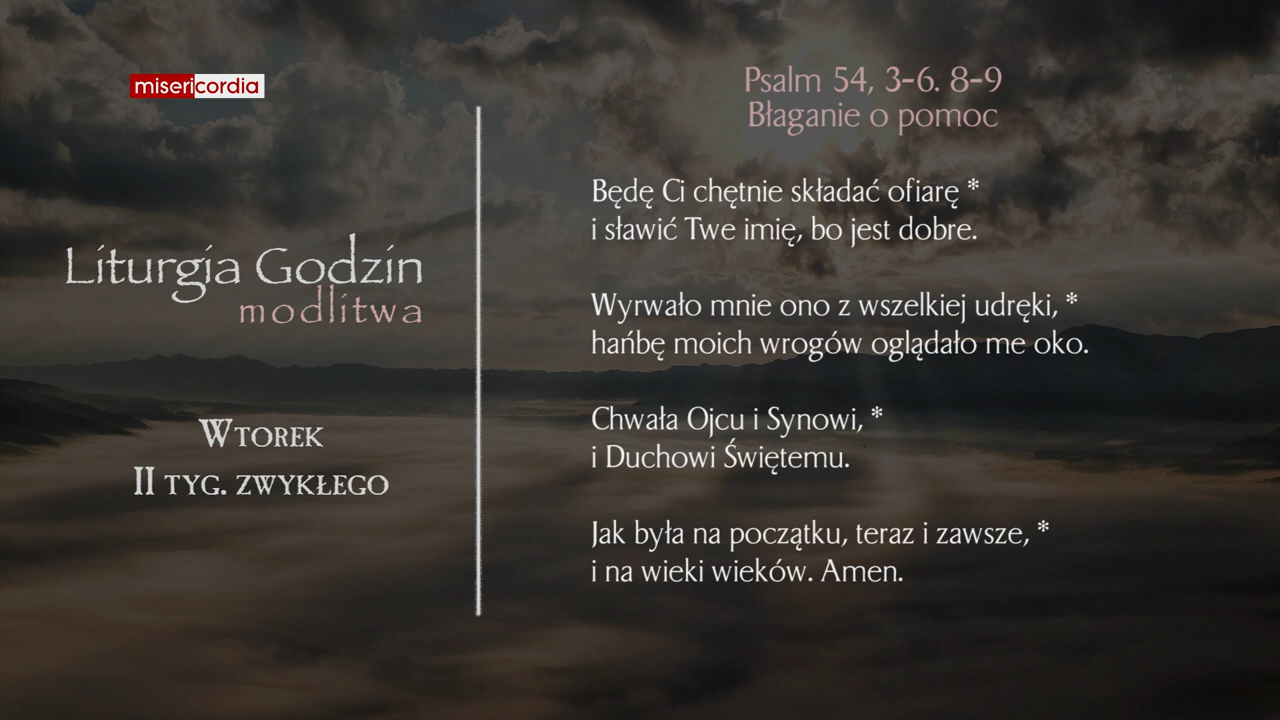 misericordia
Liturgia Godzin
modlitwa
Wtorek
II tyg. zwykłego
Psalm 54, 3-6. 8-9
Błaganie o pomoc
Będę Ci chętnie składać ofiarę *
i sławić Twe imię, bo jest dobre.
Wyrwało mnie ono z wszelkiej udręki, *
hańbę moich wrogów oglądało me oko.
Chwała Ojcu i Synowi, *
i Duchowi Świętemu.
Jak była na początku, teraz i zawsze, *
i na wieki wieków. Amen.